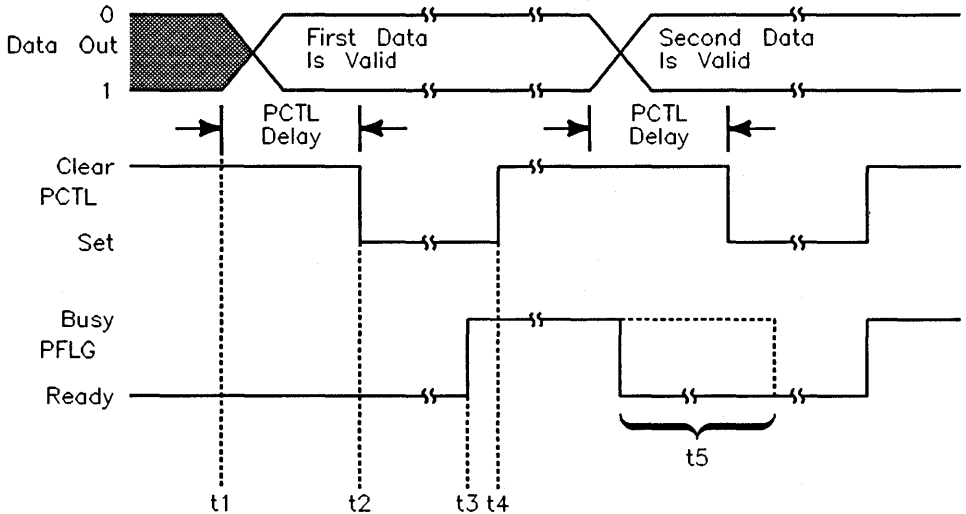 0
Data Out
1
First Data
Is Valid
Second Data
Is Valid
PCTL
Delay
PCTL
Delay
Clear
PCTL
Set
Busy
PFLG
Ready
t5
t1
t2
t3
t4